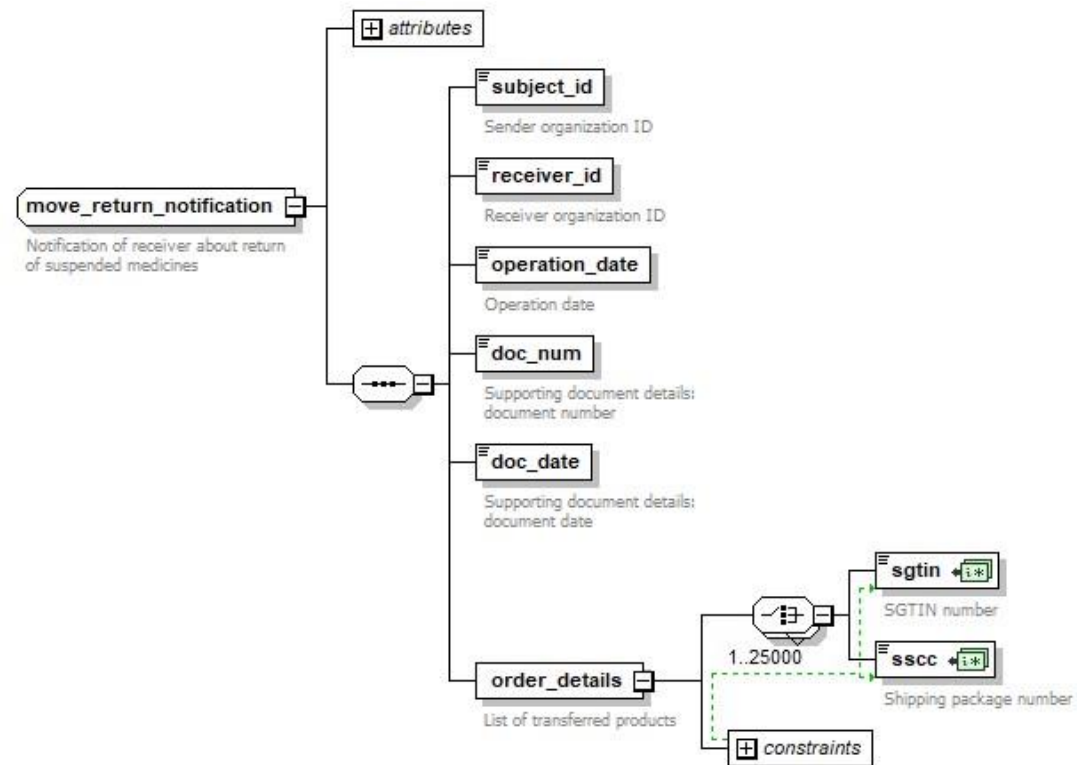 attributes
subject_id
Sender organization ID
receiver_id
Receiver organization ID
move_return_notification
Notification of receiver about return
of suspended medicines
operation_date
Operation date
doc_num
Supporting document details:
document number
doc_date
Supporting document details:
document date
sgtin
SGTIN number
1..25000
sscc
Shipping package number
order_details
List of transferred products
constraints